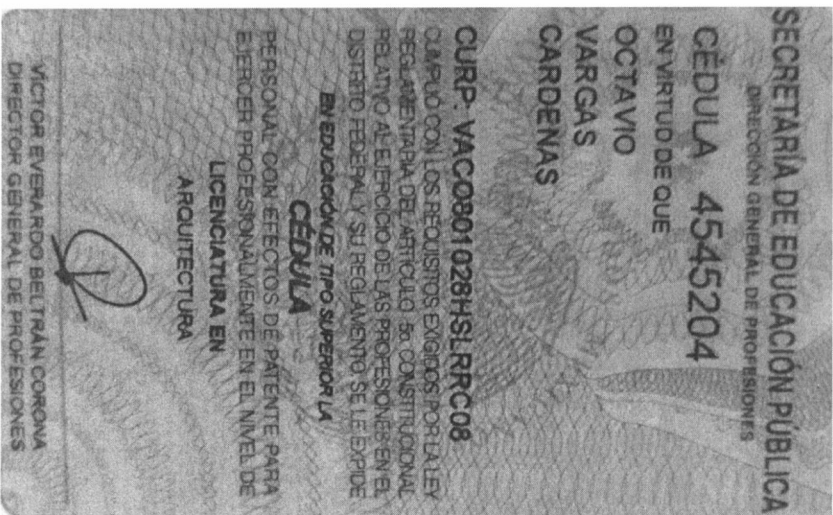 SECRETARÍA DE EDUCACIÓN PÚBLICA
DIRECCIÓN GENERAL DE PROFESIONES
CÉDULA 4545204
EN VIRTUD DE QUE
OCTAVIO
VARGAS
CARDENAS
CURP: VACO801028HSLRRC08
CUMPLIÓ CON LOS REQUISITOS EXIGIDOS POR LA LEY
REGLAMENTARIA DEL ARTÍCULO 5o. CONSTITUCIONAL
RELATIVO AL EJERCICIO DE LAS PROFESIONES EN EL
DISTRITO FEDERAL Y SU REGLAMENTO SE LE EXPIDE
EN EDUCACIÓN DE TIPO SUPERIOR LA
CÉDULA
PERSONAL CON EFECTOS DE PATENTE PARA
EJERCER PROFESIONALMENTE EN EL NIVEL DE
LICENCIATURA EN
ARQUITECTURA
VÍCTOR EVERARDO BELTRÁN CORONA
DIRECTOR GENERAL DE PROFESIONES